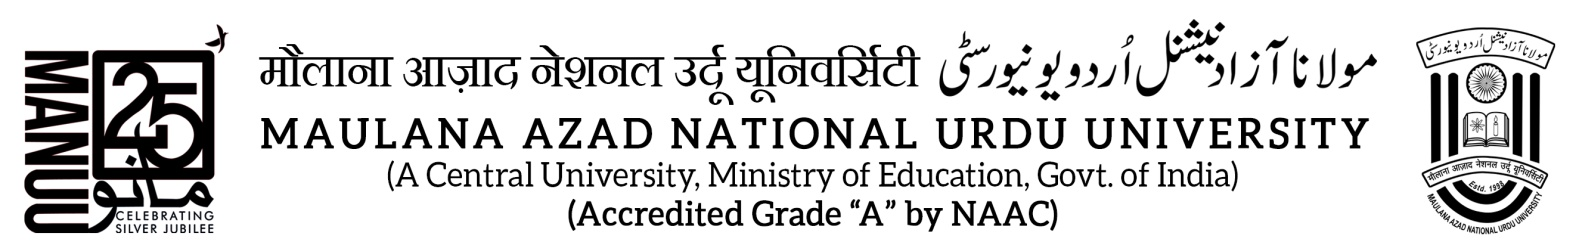 MANUU
25
مانو
CELEBRATING
SILVER JUBILEE
मौलाना आज़ाद नेशनल उर्दू यूनिवर्सिटी مولانا آزاد نیشنل اُردو یونیورسٹی
MAULANA AZAD NATIONAL URDU UNIVERSITY
(A Central University, Ministry of Education, Govt. of India)
(Accredited Grade “A” by NAAC)
مولانا آزاد نیشنل اُردو یونیورسٹی
मौलाना आज़ाद नेशनल उर्दू यूनिवर्सिटी
Estd. 1998
MAULANA AZAD NATIONAL URDU UNIVERSITY